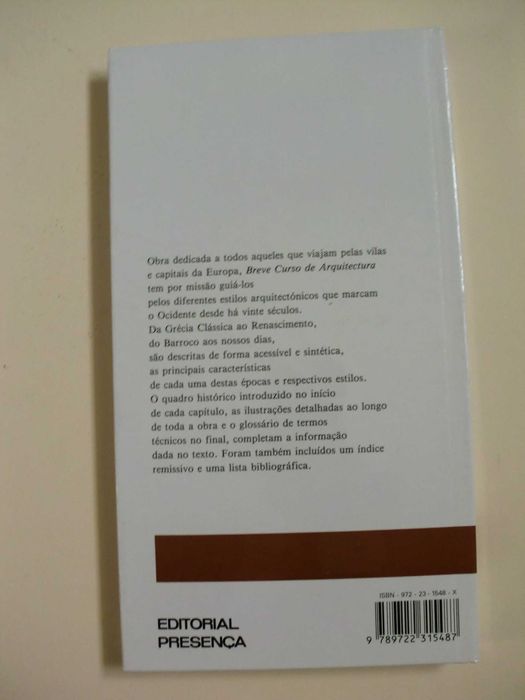 Obra dedicada a todos aqueles que viajam pelas vilas
e capitais da Europa, Breve Curso de Arquitectura
tem por missão guiá-los
pelos diferentes estilos arquitectónicos que marcam
o Ocidente desde há vinte séculos.
Da Grécia Clássica ao Renascimento,
do Barroco aos nossos dias,
são descritas de forma acessível e sintética,
as principais características
de cada uma destas épocas e respectivos estilos.
O quadro histórico introduzido no início
de cada capítulo, as ilustrações detalhadas ao longo
de toda a obra e o glossário de termos
técnicos no final, completam a informação
dada no texto. Foram também incluídos um índice
remissivo e uma lista bibliográfica.
ISBN - 972 - 23 - 1548 - X
EDITORIAL
PRESENÇA
9 789722 315487